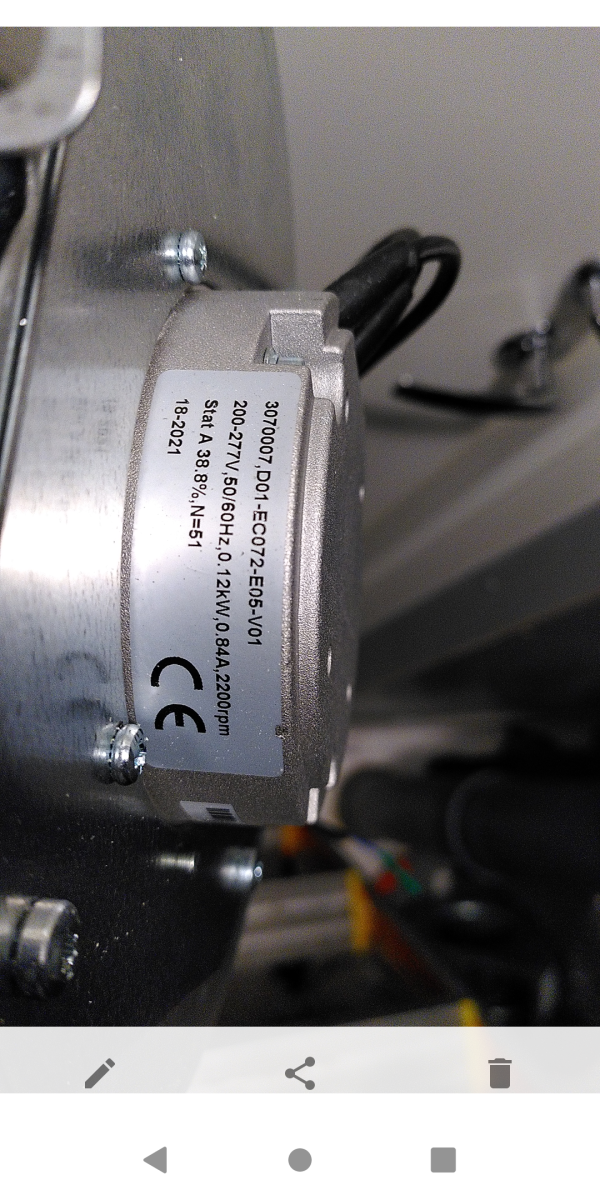 3070007,D01-EC072-E05-V01
200-277V,50/60Hz,0.12kW,0.84A,2200rpm
Stat A 38.8%,N=51
18-2021
CE